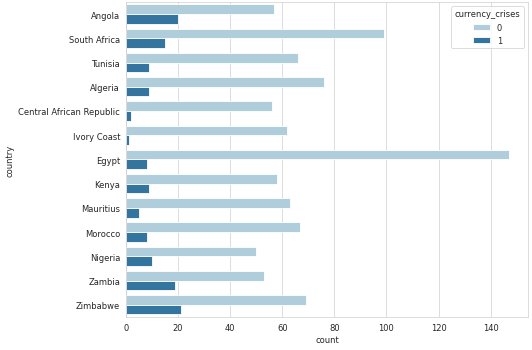 currency_crises
0
1
Angola
South Africa
Tunisia
Algeria
Central African Republic
Ivory Coast
Egypt
Kenya
Mauritius
Morocco
Nigeria
Zambia
Zimbabwe
country
0 20 40 60 80 100 120 140
count